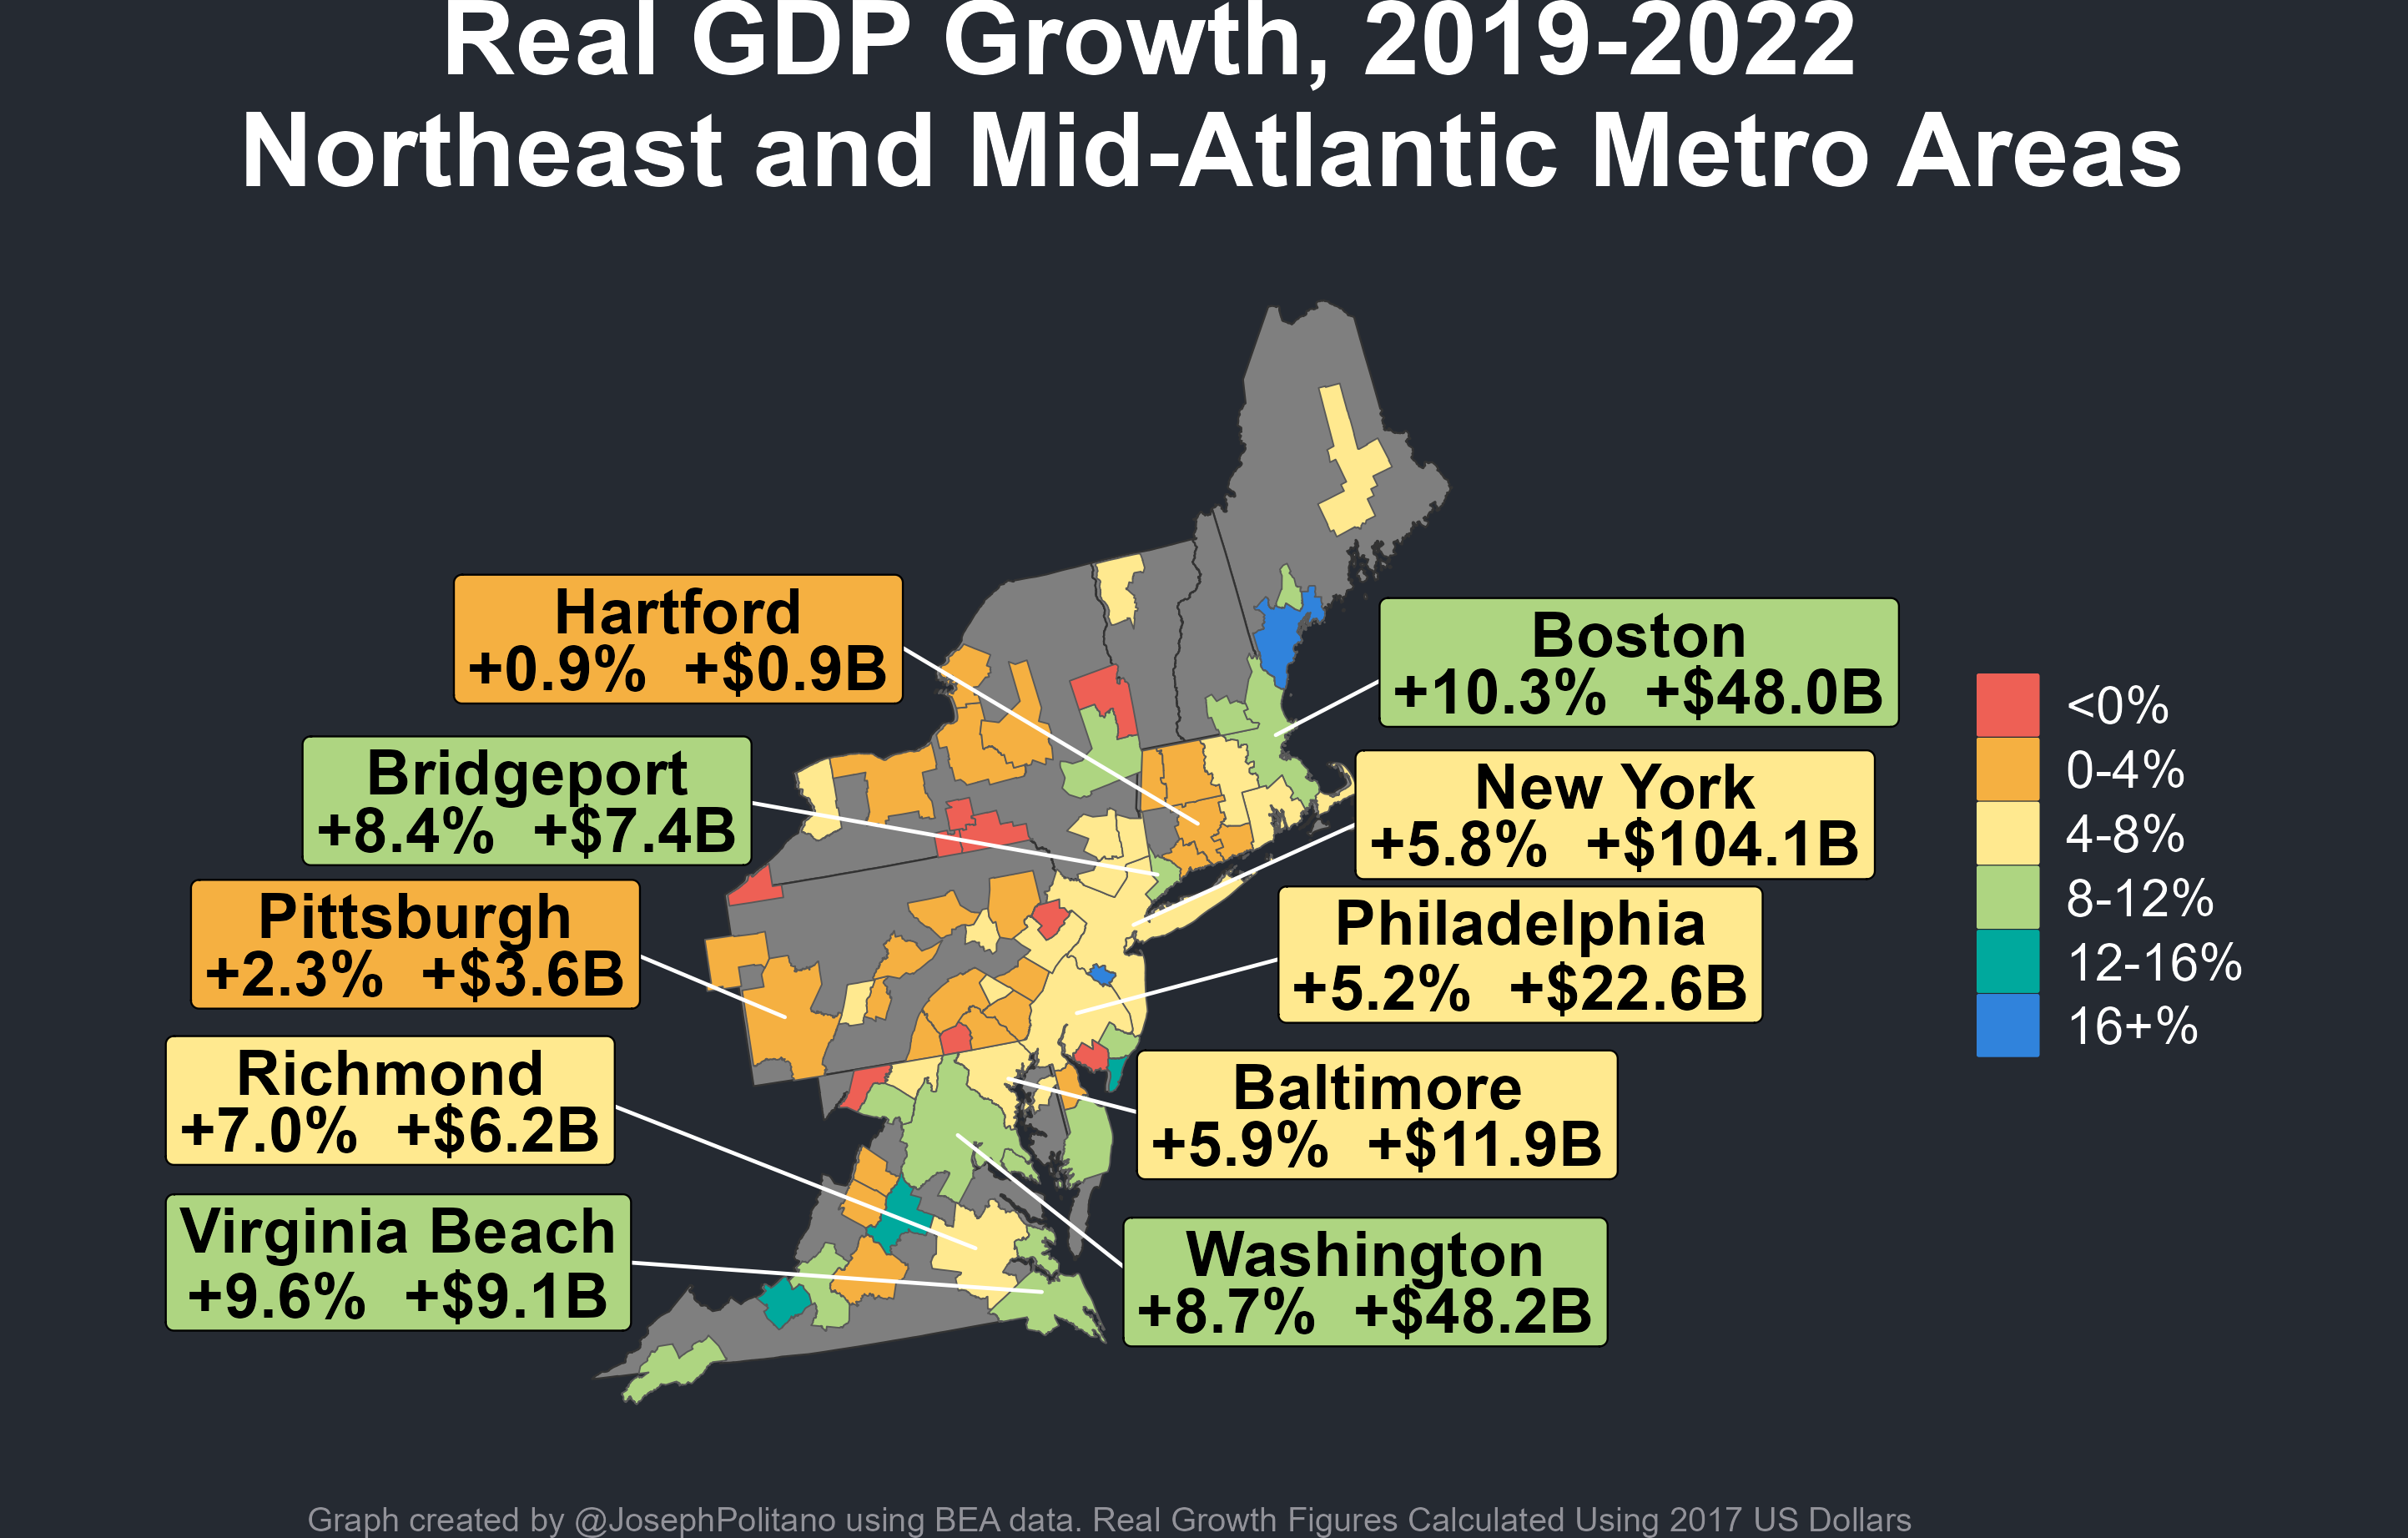 Real GDP Growth, 2019-2022
Northeast and Mid-Atlantic Metro Areas
Hartford
+0.9% +$0.9B
Boston
+10.3% +$48.0B
Bridgeport
+8.4% +$7.4B
New York
+5.8% +$104.1B
Pittsburgh
+2.3% +$3.6B
Philadelphia
+5.2% +$22.6B
Richmond
+7.0% +$6.2B
Baltimore
+5.9% +$11.9B
Virginia Beach
+9.6% +$9.1B
Washington
+8.7% +$48.2B
<0%
0-4%
4-8%
8-12%
12-16%
16+%
Graph created by @JosephPolitano using BEA data. Real Growth Figures Calculated Using 2017 US Dollars